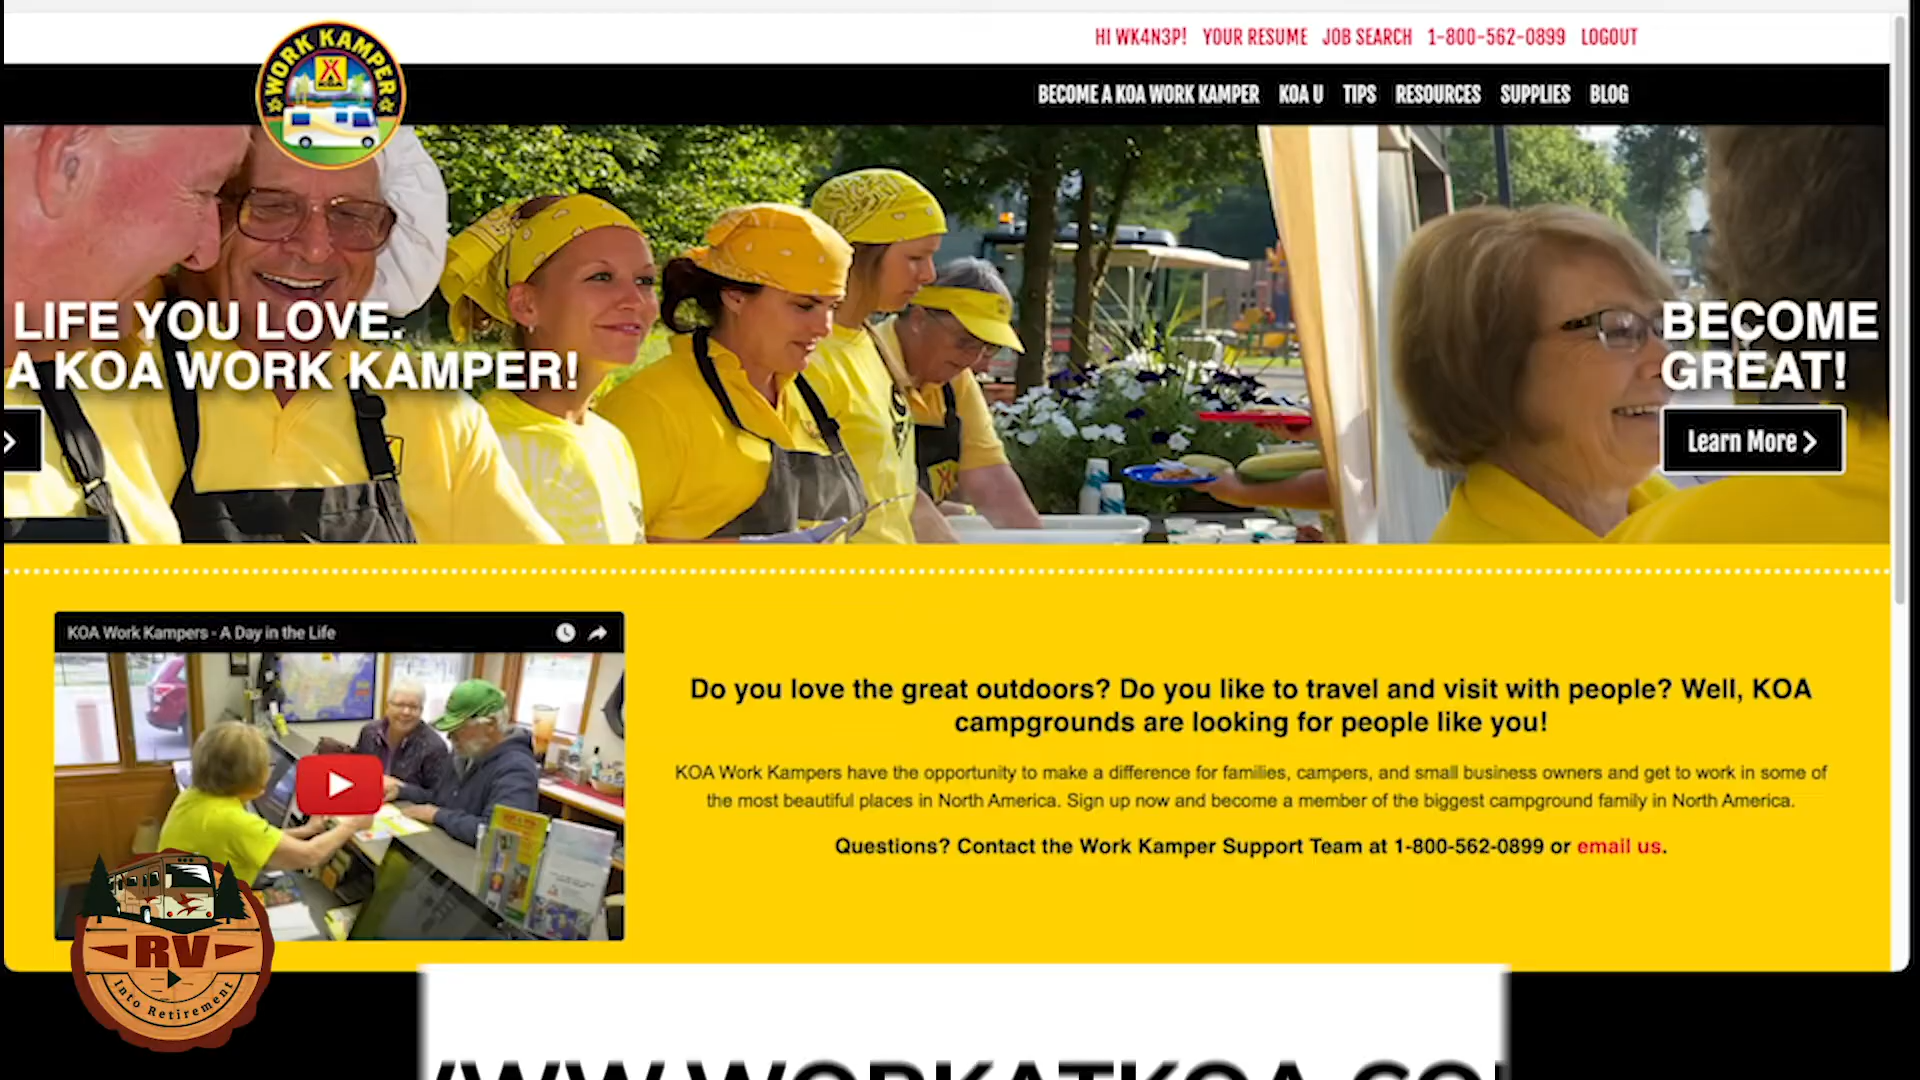 HI WK4N3P! YOUR RESUME JOB SEARCH 1-800-562-0899 LOGOUT
WORK KAMPER
KOA
BECOME A KOA WORK KAMPER KOA U TIPS RESOURCES SUPPLIES BLOG
LIFE YOU LOVE.
A KOA WORK KAMPER!
BECOME
GREAT!
Learn More
KOA Work Kampers - A Day in the Life
Do you love the great outdoors? Do you like to travel and visit with people? Well, KOA
campgrounds are looking for people like you!
KOA Work Kampers have the opportunity to make a difference for families, campers, and small business owners and get to work in some of
the most beautiful places in North America. Sign up now and become a member of the biggest campground family in North America.
Questions? Contact the Work Kamper Support Team at 1-800-562-0899 or email us.
RV
Into Retirement
WWW.WORKATKOA.CO